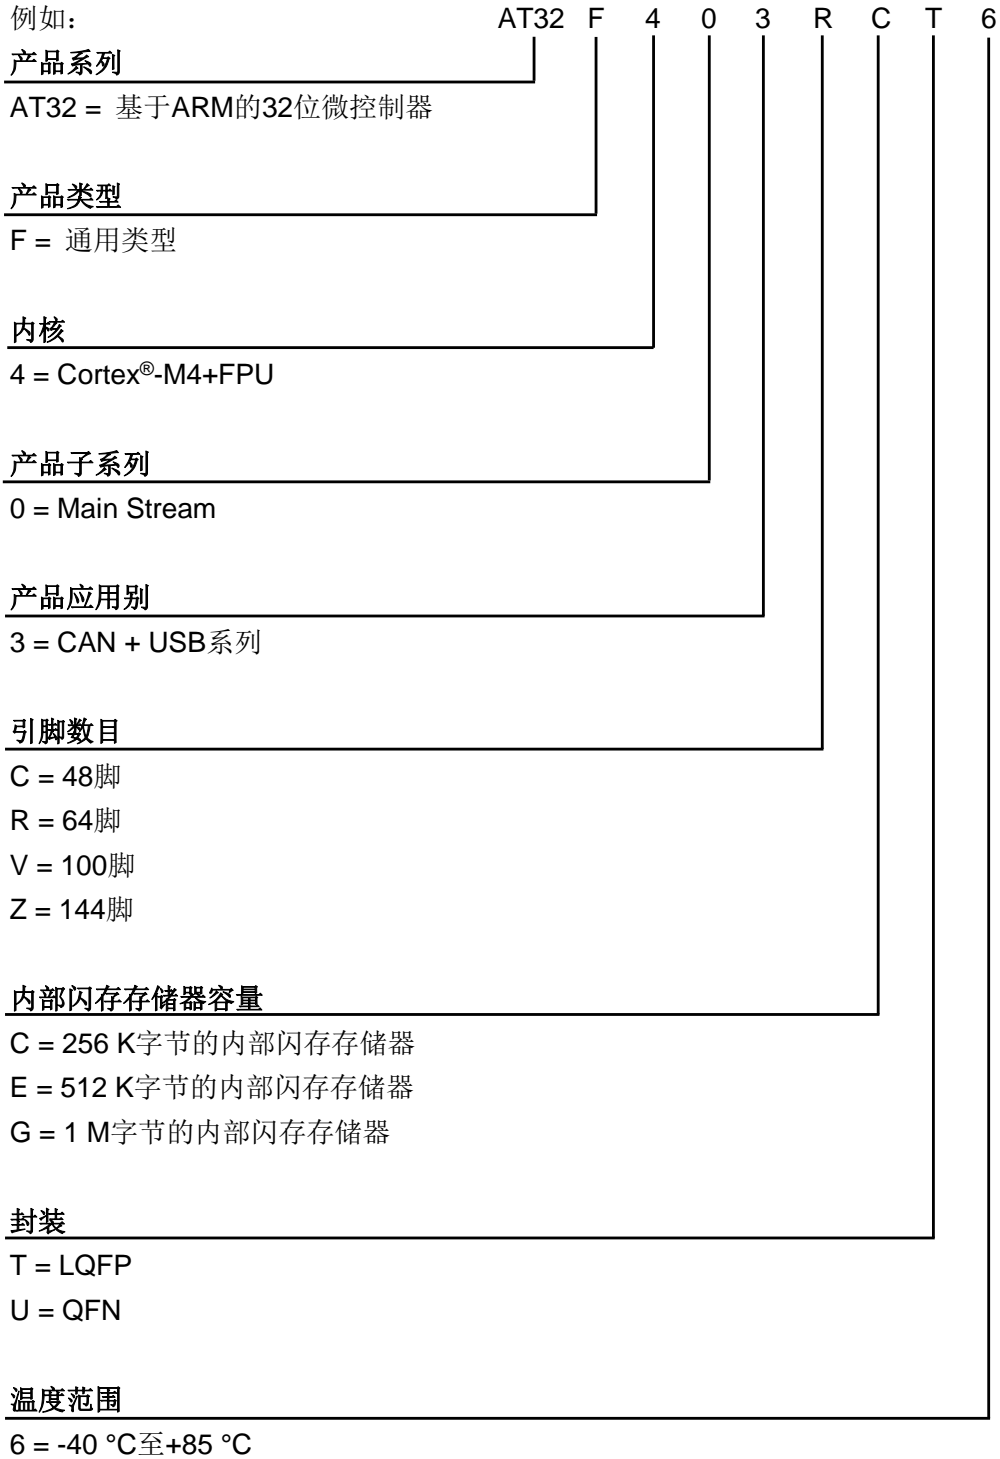 例如: AT32 F 4 0 3 R C T 6
产品系列
AT32 = 基于ARM的32位微控制器
产品类型
F = 通用类型
内核
4 = Cortex®-M4+FPU
产品子系列
0 = Main Stream
产品应用别
3 = CAN + USB系列
引脚数目
C = 48脚
R = 64脚
V = 100脚
Z = 144脚
内部闪存存储器容量
C = 256 K字节的内部闪存存储器
E = 512 K字节的内部闪存存储器
G = 1 M字节的内部闪存存储器
封装
T = LQFP
U = QFN
温度范围
6 = -40 °C至+85 °C